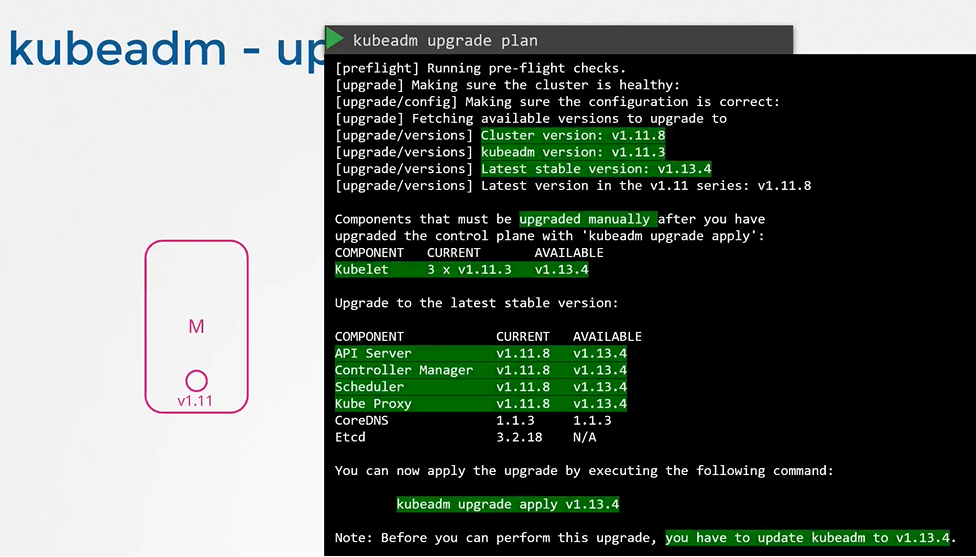 kubeadm - up
kubeadm upgrade plan
[preflight] Running pre-flight checks.
[upgrade] Making sure the cluster is healthy:
[upgrade/config] Making sure the configuration is correct:
[upgrade] Fetching available versions to upgrade to
[upgrade/versions] Cluster version: v1.11.8
[upgrade/versions] kubeadm version: v1.11.3
[upgrade/versions] Latest stable version: v1.13.4
[upgrade/versions] Latest version in the v1.11 series: v1.11.8
Components that must be upgraded manually after you have
upgraded the control plane with 'kubeadm upgrade apply':
COMPONENT CURRENT AVAILABLE
Kubelet 3 x v1.11.3 v1.13.4
Upgrade to the latest stable version:
COMPONENT CURRENT AVAILABLE
API Server v1.11.8 v1.13.4
Controller Manager v1.11.8 v1.13.4
Scheduler v1.11.8 v1.13.4
Kube Proxy v1.11.8 v1.13.4
CoreDNS 1.1.3 1.1.3
Etcd 3.2.18 N/A
You can now apply the upgrade by executing the following command:
kubeadm upgrade apply v1.13.4
Note: Before you can perform this upgrade, you have to update kubeadm to v1.13.4.
M
v1.11